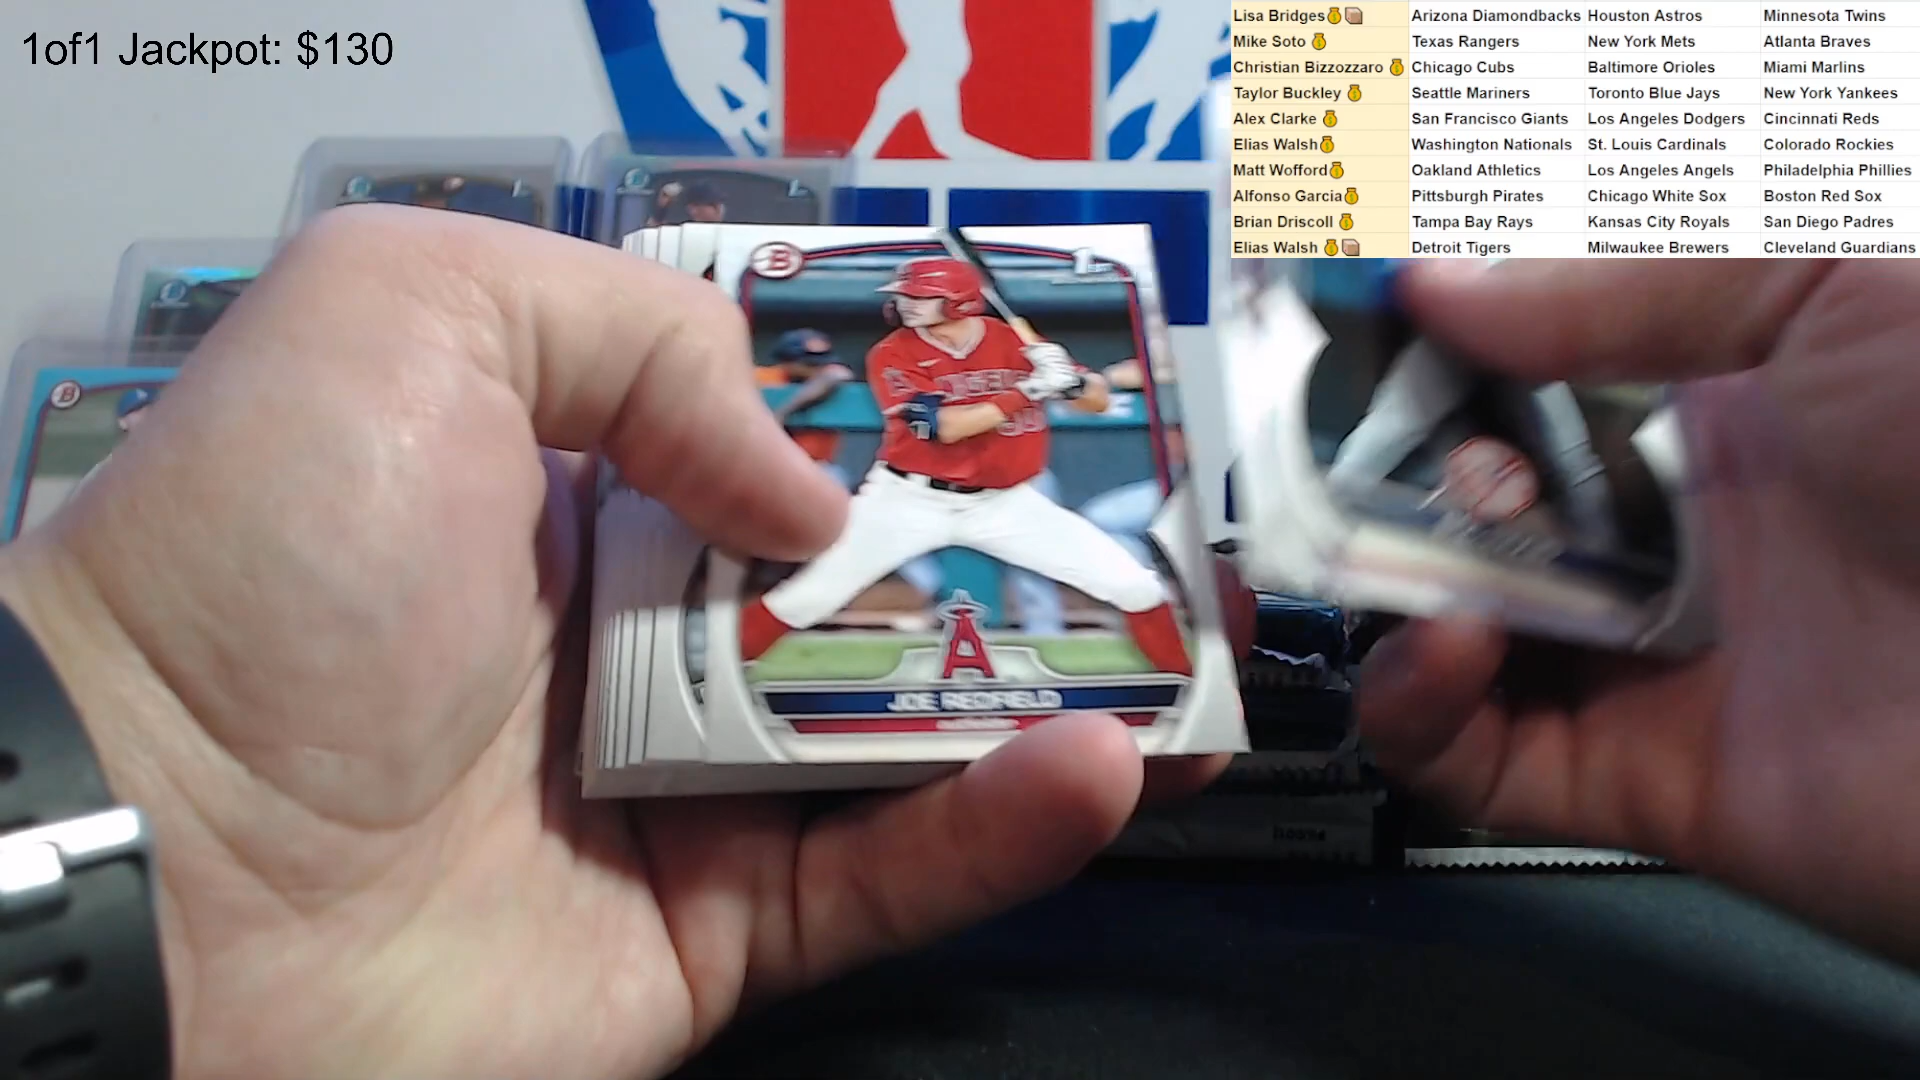 1of1 Jackpot: $130
Lisa Bridges Arizona Diamondbacks Houston Astros Minnesota Twins
Mike Soto Texas Rangers New York Mets Atlanta Braves
Christian Bizzozzaro Chicago Cubs Baltimore Orioles Miami Marlins
Taylor Buckley Seattle Mariners Toronto Blue Jays New York Yankees
Alex Clarke San Francisco Giants Los Angeles Dodgers Cincinnati Reds
Elias Walsh Washington Nationals St. Louis Cardinals Colorado Rockies
Matt Wofford Oakland Athletics Los Angeles Angels Philadelphia Phillies
Alfonso Garcia Pittsburgh Pirates Chicago White Sox Boston Red Sox
Brian Driscoll Tampa Bay Rays Kansas City Royals San Diego Padres
Elias Walsh Detroit Tigers Milwaukee Brewers Cleveland Guardians
B 1st
B
A
JOE REDFIELD